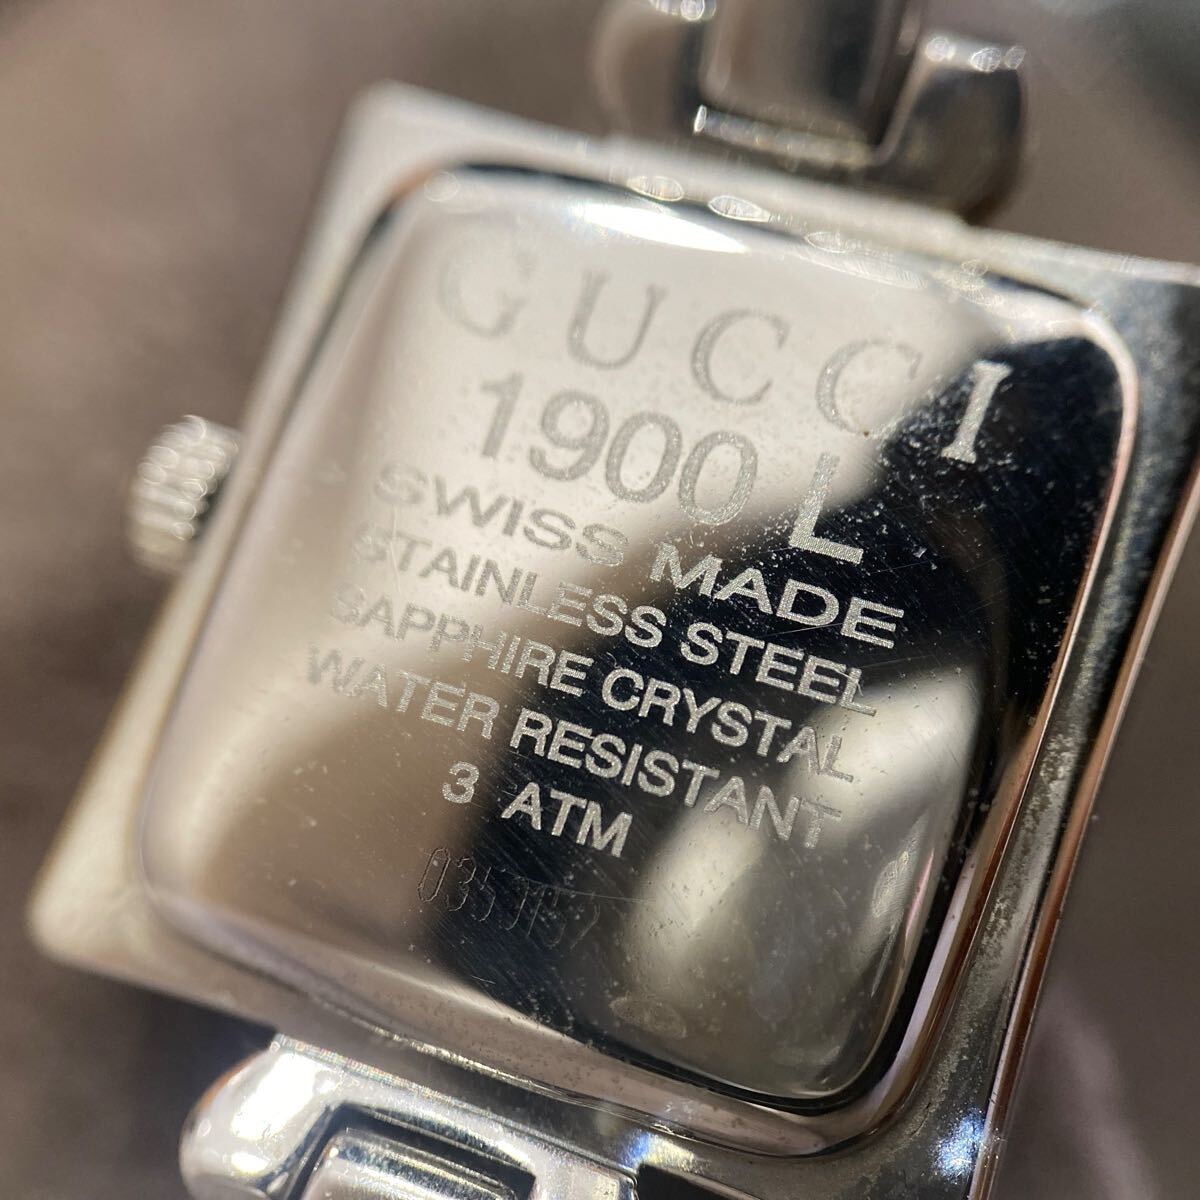 GUCCI
1900 L
SWISS MADE
STAINLESS STEEL
SAPPHIRE CRYSTAL
WATER RESISTANT
3 ATM